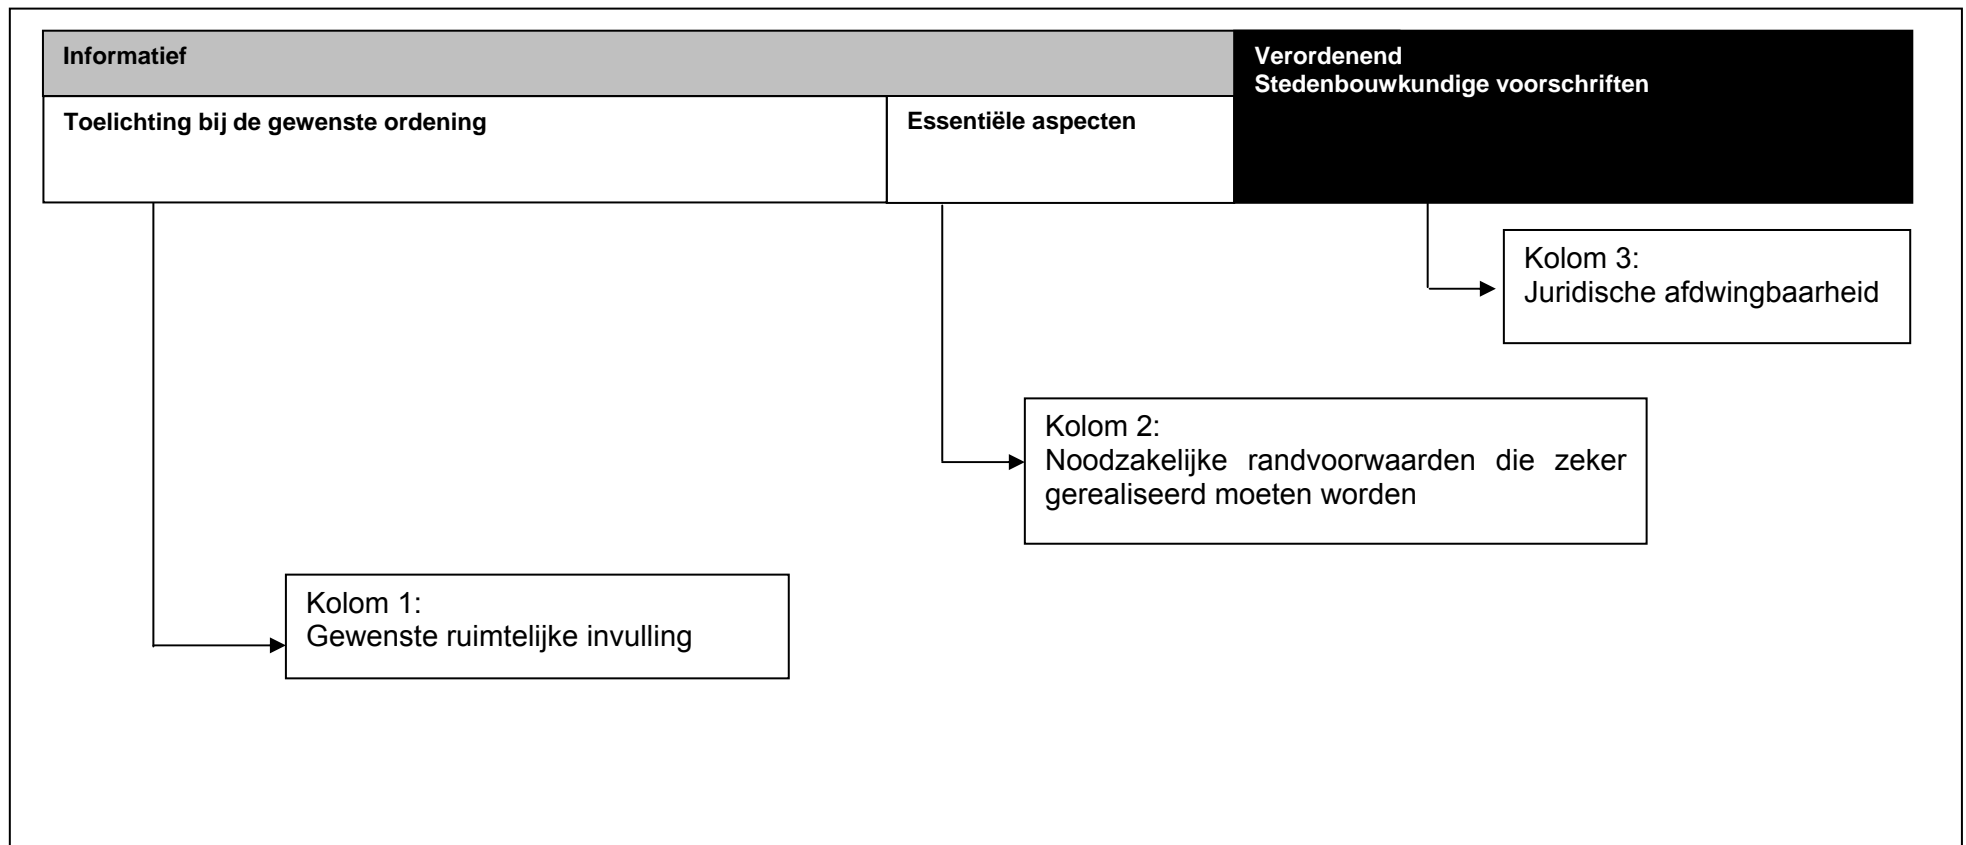 Informatief
Verordenend
Stedenbouwkundige voorschriften
Toelichting bij de gewenste ordening
Essentiële aspecten
Kolom 3:
Juridische afdwingbaarheid
Kolom 2:
Noodzakelijke randvoorwaarden die zeker
gerealiseerd moeten worden
Kolom 1:
Gewenste ruimtelijke invulling